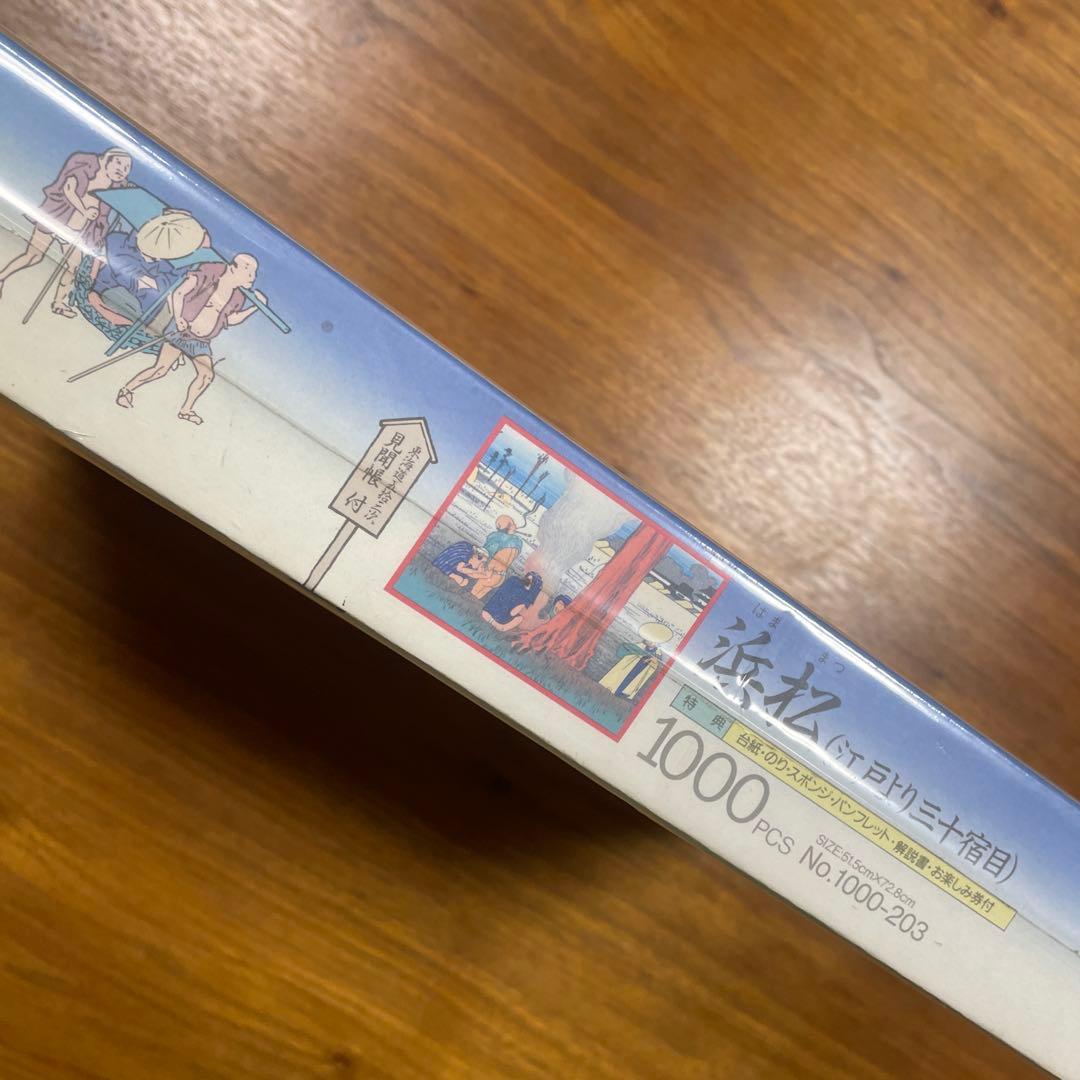 東海道五拾三次
見聞帳付
はま まつ
浜松(江戸より三十宿目)
特典
台紙・のり・スポンジ・パンフレット・解説書・お楽しみ券付
1000PCS
SIZE:51.5cm×72.8cm
No.1000-203